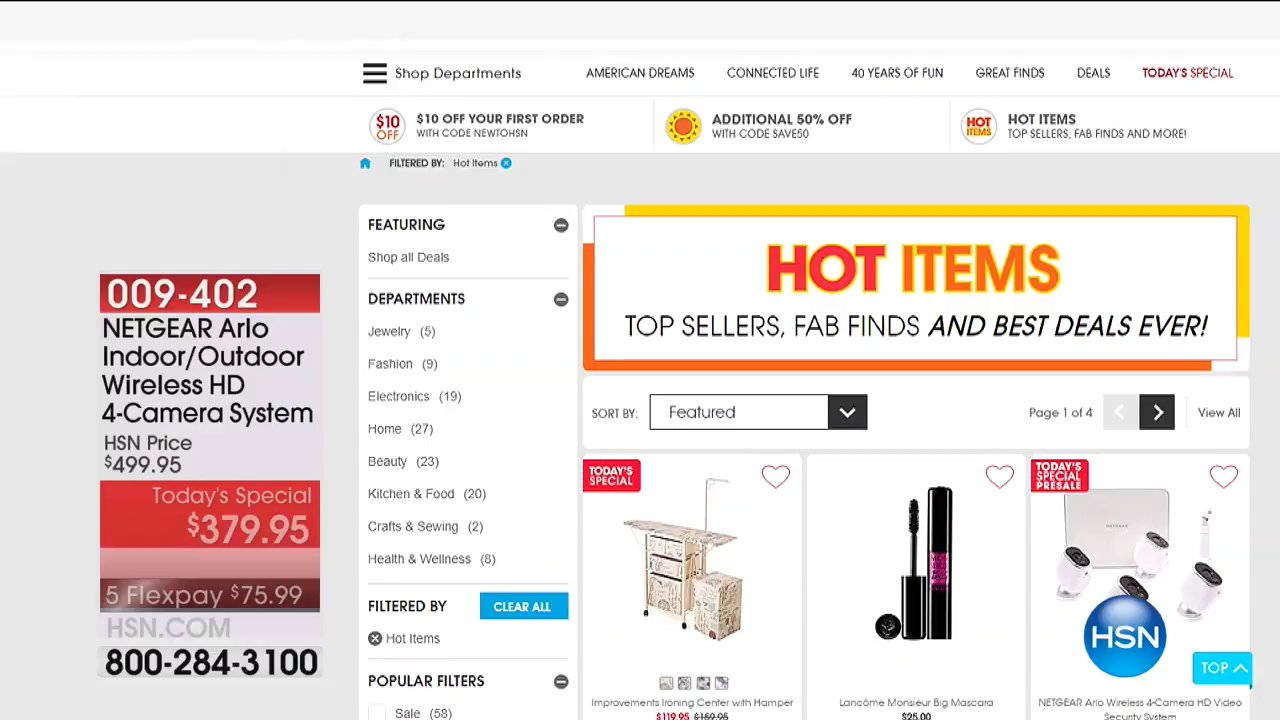 Shop Departments
AMERICAN DREAMS
CONNECTED LIFE
40 YEARS OF FUN
GREAT FINDS
DEALS
TODAY'S SPECIAL
$10 OFF
$10 OFF YOUR FIRST ORDER
WITH CODE NEWTOHSN
ADDITIONAL 50% OFF
WITH CODE SAVE50
HOT ITEMS
HOT ITEMS
TOP SELLERS, FAB FINDS AND MORE!
FILTERED BY: Hot Items
009-402
NETGEAR Arlo
Indoor/Outdoor
Wireless HD
4-Camera System
HSN Price
$499.95
Today's Special
$379.95
5 Flexpay $75.99
HSN.COM
800-284-3100
FEATURING
Shop all Deals
DEPARTMENTS
Jewelry (5)
Fashion (9)
Electronics (19)
Home (27)
Beauty (23)
Kitchen & Food (20)
Crafts & Sewing (2)
Health & Wellness (8)
FILTERED BY
CLEAR ALL
Hot Items
POPULAR FILTERS
Sale (58)
HOT ITEMS
TOP SELLERS, FAB FINDS AND BEST DEALS EVER!
SORT BY:
Featured
Page 1 of 4
View All
TODAY'S
SPECIAL
Improvements Ironing Center with Hamper
$119.95 $159.95
Lancôme Monsieur Big Mascara
$25.00
TODAY'S
SPECIAL
PRESALE
NETGEAR
HSN
TOP
NETGEAR Arlo Wireless 4-Camera HD Video
Security System